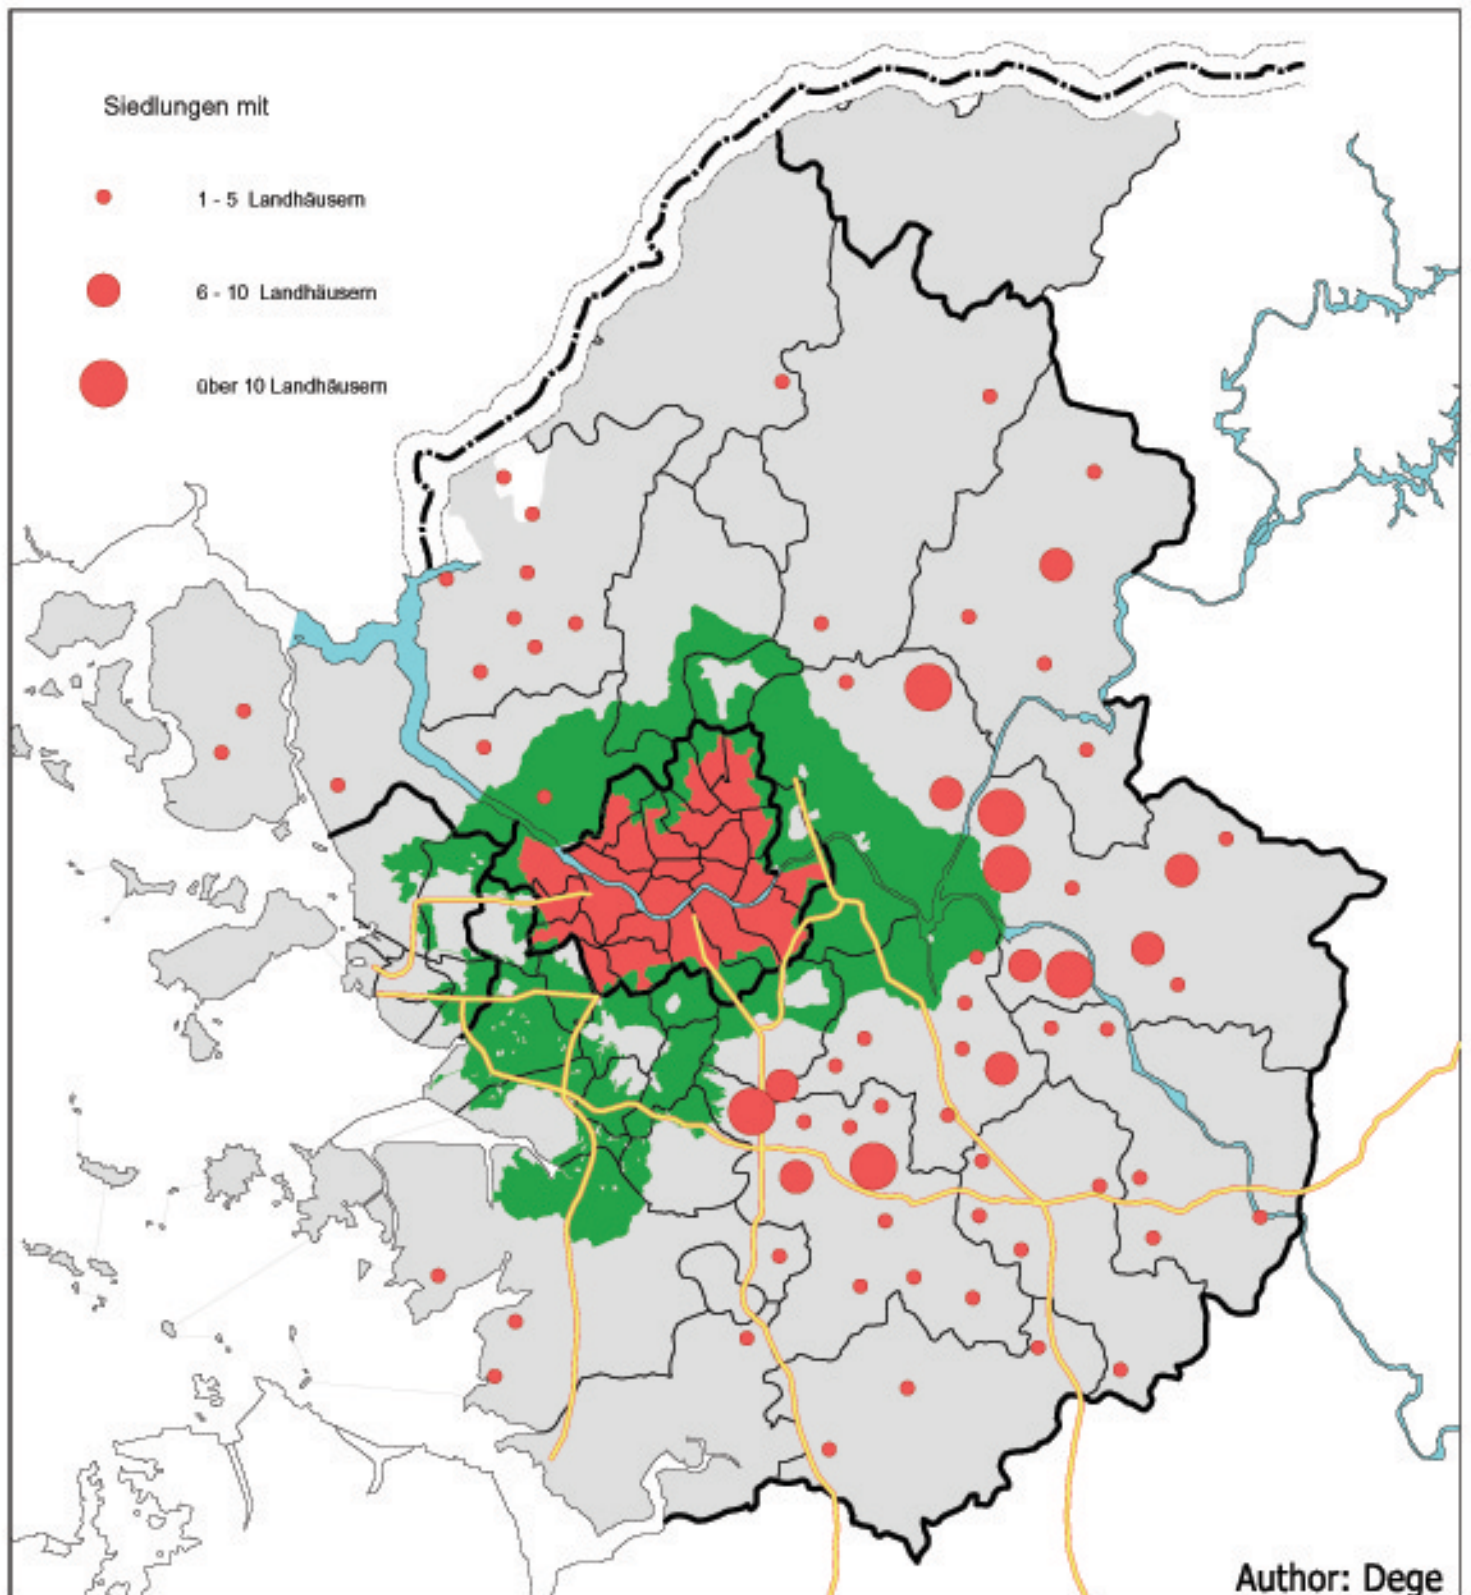 Siedlungen mit
1 - 5 Landhäusern
6 - 10 Landhäusern
über 10 Landhäusern
Author: Dege